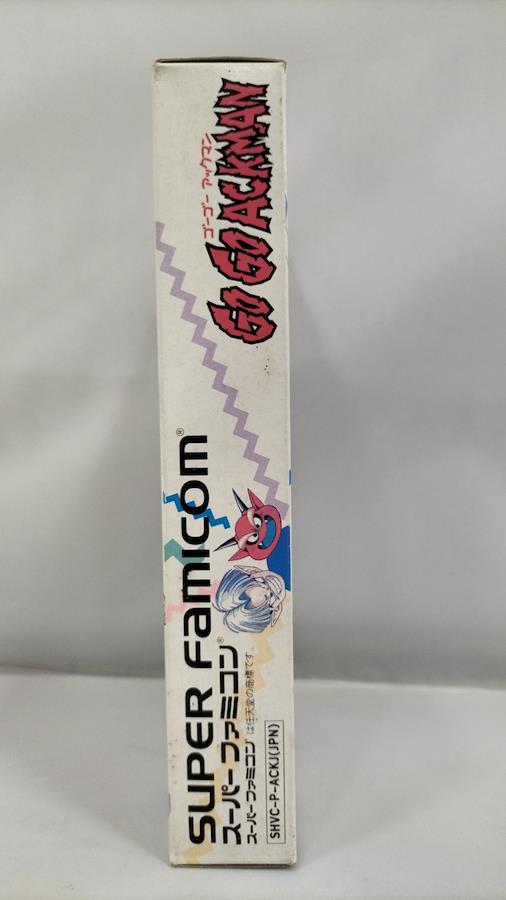 SUPER FAMICOM®
スーパーファミコン®
スーパーファミコンは任天堂の商標です。
SHVC-P-ACKJ(JPN)
ゴーゴー アックマン
GO GO ACKMAN